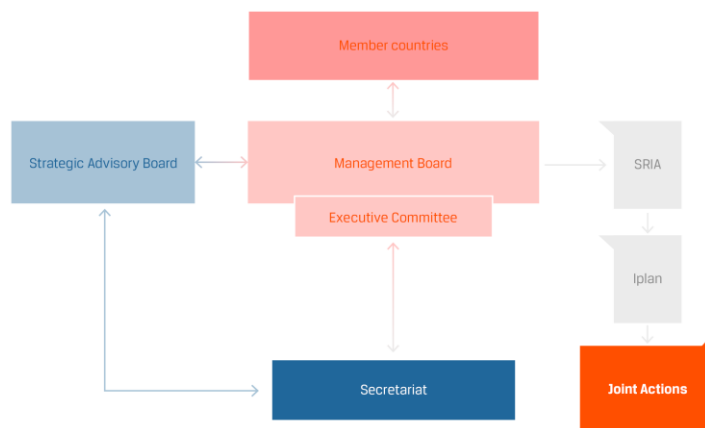 Member countries
Strategic Advisory Board
Management Board
SRIA
Executive Committee
Iplan
Secretariat
Joint Actions